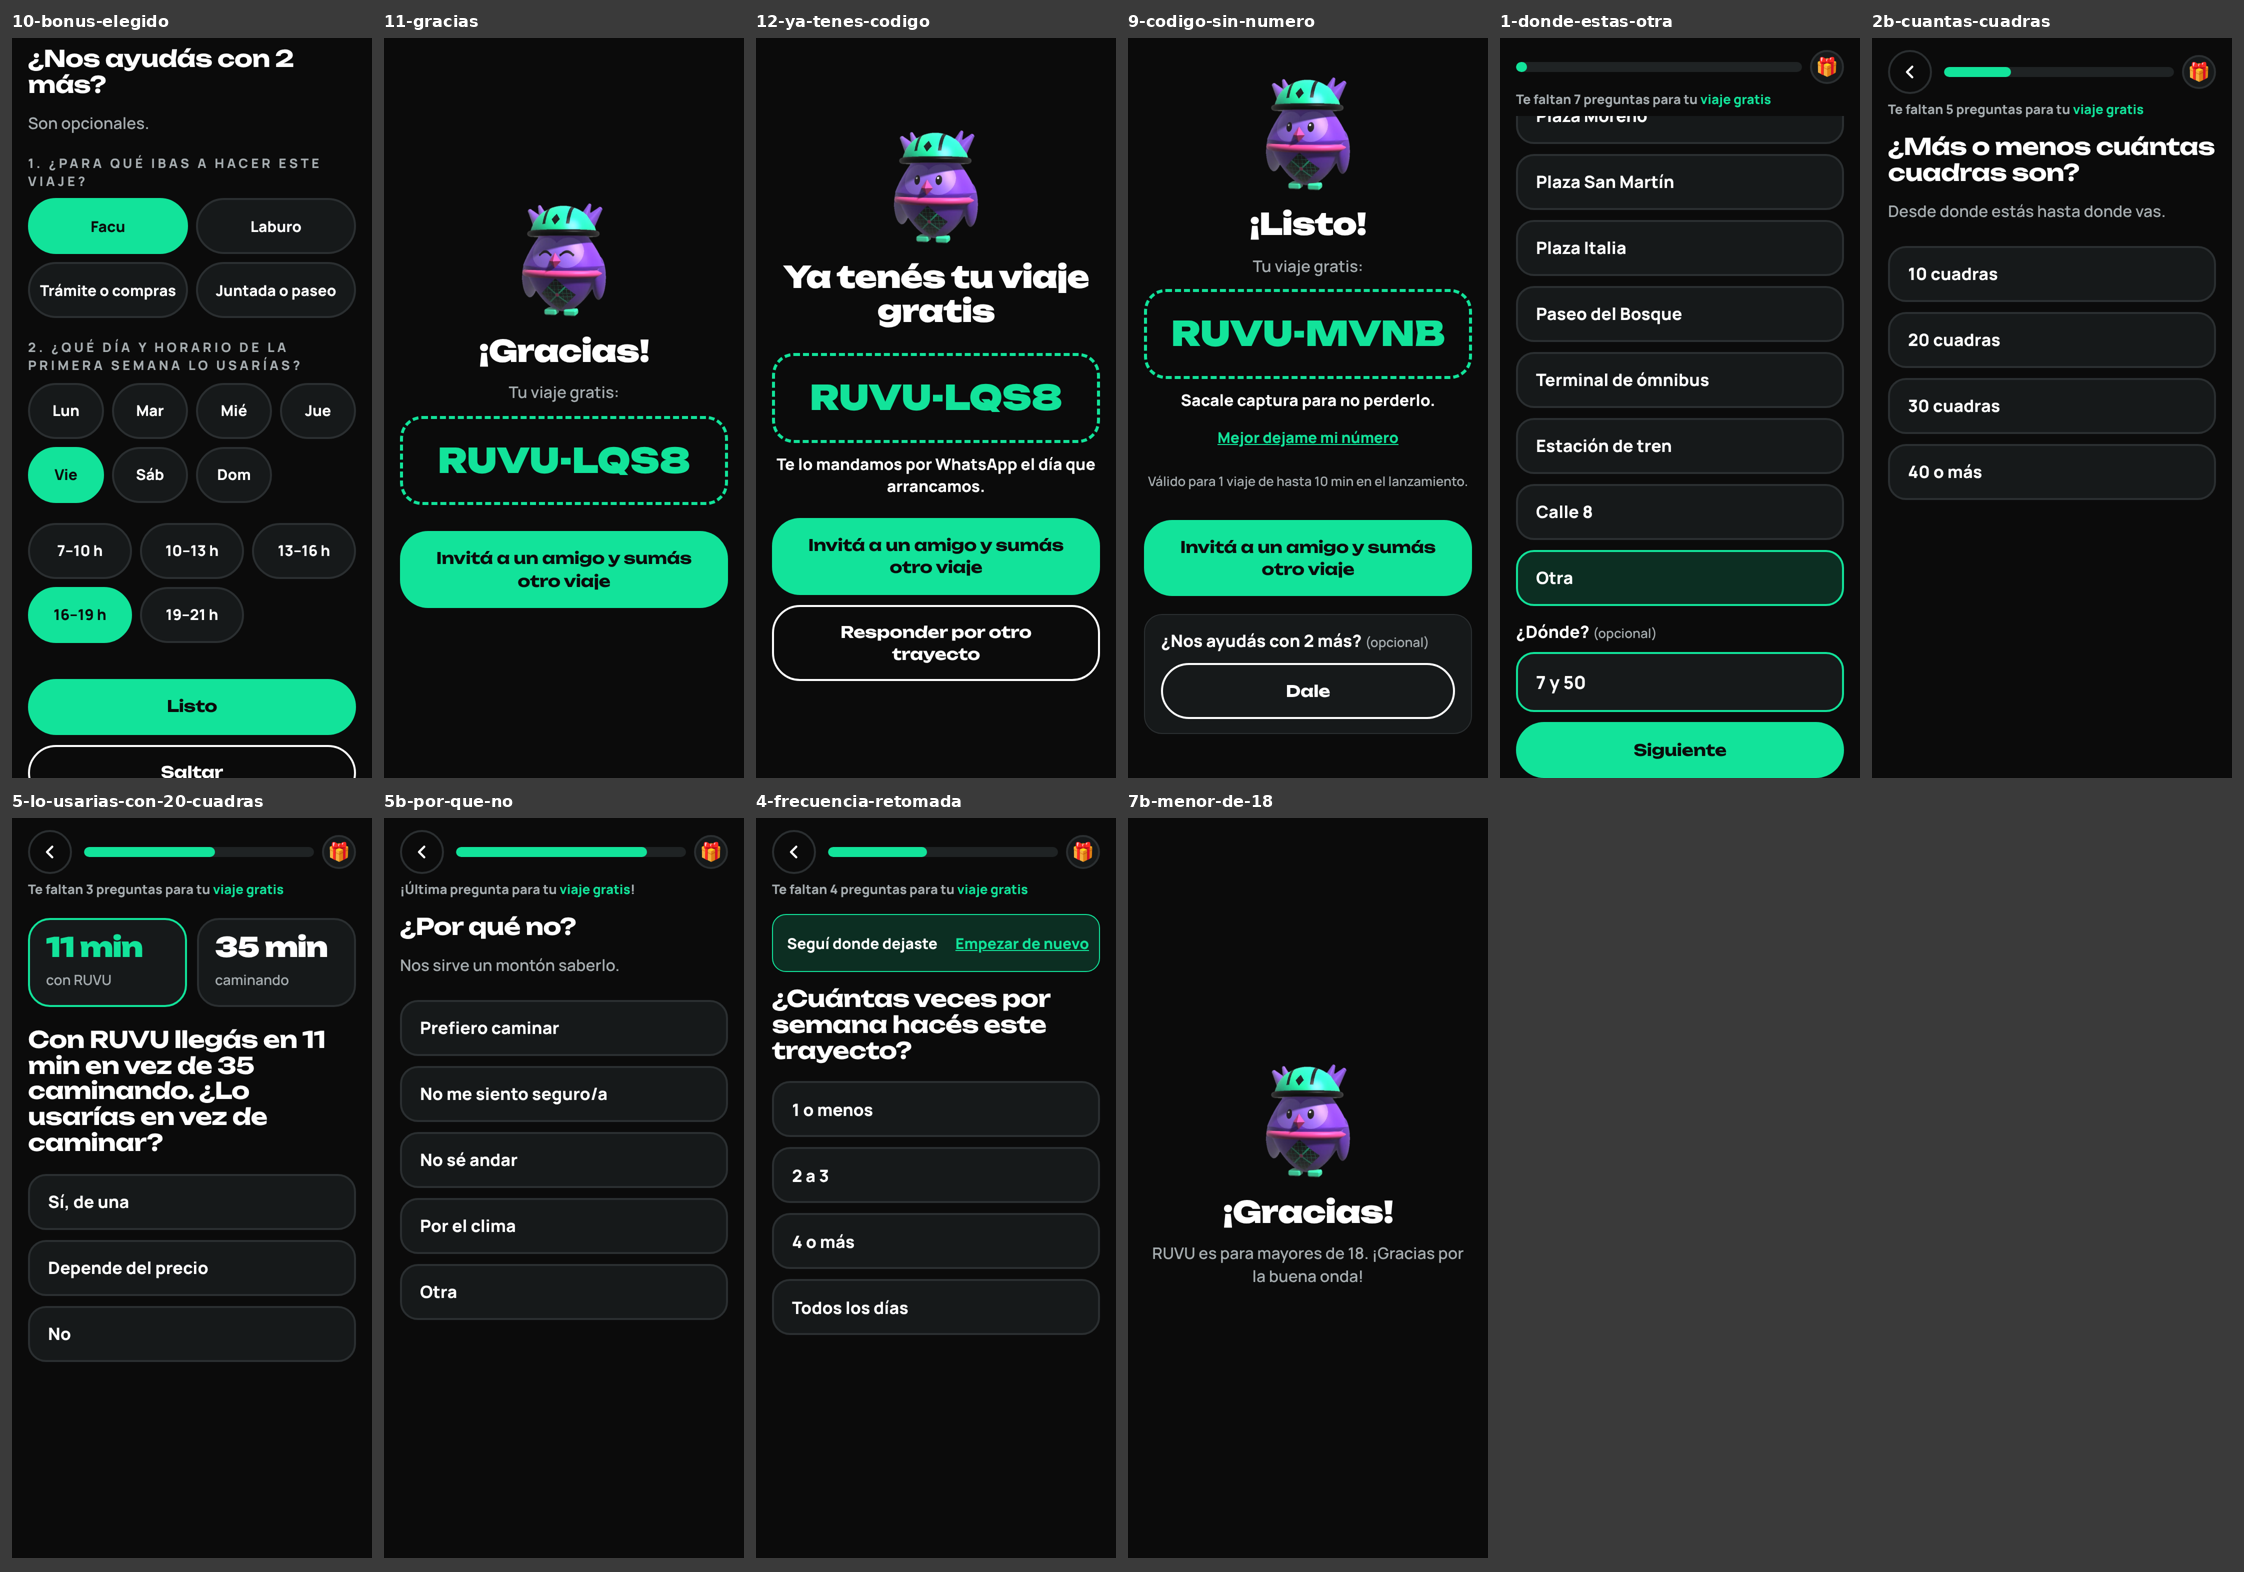 10-bonus-elegido
¿Nos ayudás con 2
más?
Son opcionales.
1. ¿PARA QUÉ IBAS A HACER ESTE
VIAJE?
Facu
Laburo
Trámite o compras
Juntada o paseo
2. ¿QUÉ DÍA Y HORARIO DE LA
PRIMERA SEMANA LO USARÍAS?
Lun
Mar
Mié
Jue
Vie
Sáb
Dom
7–10 h
10–13 h
13–16 h
16–19 h
19–21 h
Listo
Saltar
11-gracias
¡Gracias!
Tu viaje gratis:
RUVU-LQS8
Invitá a un amigo y sumás
otro viaje
12-ya-tenes-codigo
Ya tenés tu viaje
gratis
RUVU-LQS8
Te lo mandamos por WhatsApp el día que
arrancamos.
Invitá a un amigo y sumás
otro viaje
Responder por otro
trayecto
9-codigo-sin-numero
¡Listo!
Tu viaje gratis:
RUVU-MVNB
Sacale captura para no perderlo.
Mejor dejame mi número
Válido para 1 viaje de hasta 10 min en el lanzamiento.
Invitá a un amigo y sumás
otro viaje
¿Nos ayudás con 2 más? (opcional)
Dale
1-donde-estas-otra
Te faltan 7 preguntas para tu viaje gratis
Plaza Moreno
Plaza San Martín
Plaza Italia
Paseo del Bosque
Terminal de ómnibus
Estación de tren
Calle 8
Otra
¿Dónde? (opcional)
7 y 50
Siguiente
2b-cuantas-cuadras
Te faltan 5 preguntas para tu viaje gratis
¿Más o menos cuántas
cuadras son?
Desde donde estás hasta donde vas.
10 cuadras
20 cuadras
30 cuadras
40 o más
5-lo-usarias-con-20-cuadras
Te faltan 3 preguntas para tu viaje gratis
11 min
con RUVU
35 min
caminando
Con RUVU llegás en 11
min en vez de 35
caminando. ¿Lo
usarías en vez de
caminar?
Sí, de una
Depende del precio
No
5b-por-que-no
¡Última pregunta para tu viaje gratis!
¿Por qué no?
Nos sirve un montón saberlo.
Prefiero caminar
No me siento seguro/a
No sé andar
Por el clima
Otra
4-frecuencia-retomada
Te faltan 4 preguntas para tu viaje gratis
Seguí donde dejaste
Empezar de nuevo
¿Cuántas veces por
semana hacés este
trayecto?
1 o menos
2 a 3
4 o más
Todos los días
7b-menor-de-18
¡Gracias!
RUVU es para mayores de 18. ¡Gracias por
la buena onda!